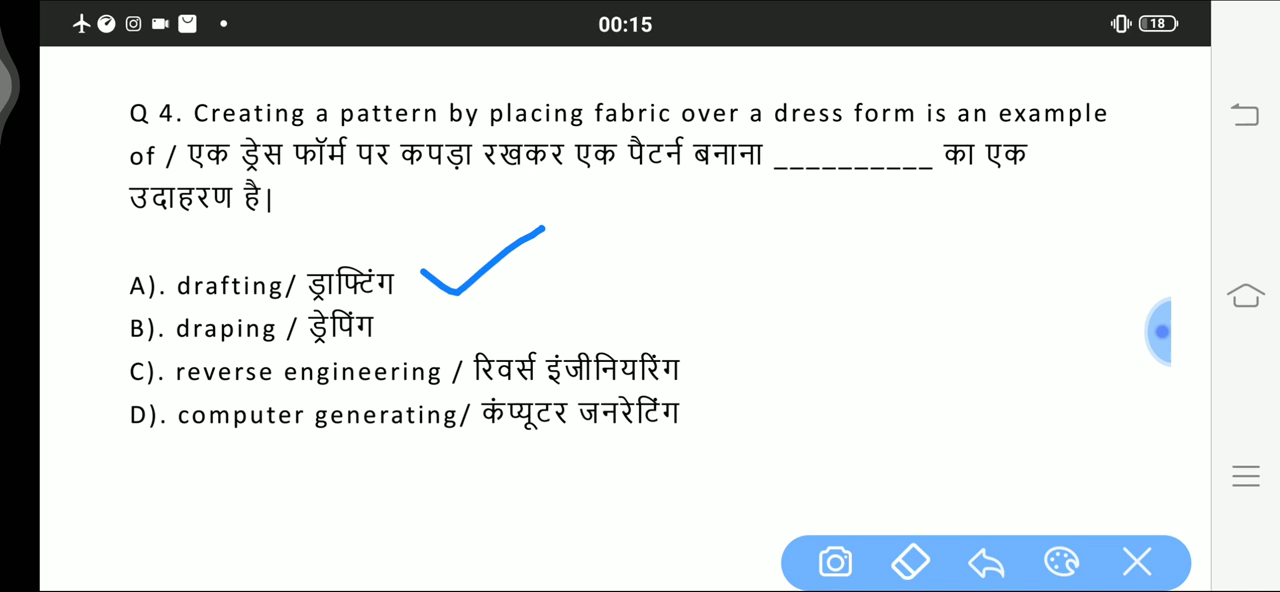 00:15
18
Q 4. Creating a pattern by placing fabric over a dress form is an example
of / एक ड्रेस फॉर्म पर कपड़ा रखकर एक पैटर्न बनाना __________ का एक
उदाहरण है|
A). drafting/ ड्राफ्टिंग
B). draping / ड्रेपिंग
C). reverse engineering / रिवर्स इंजीनियरिंग
D). computer generating/ कंप्यूटर जनरेटिंग